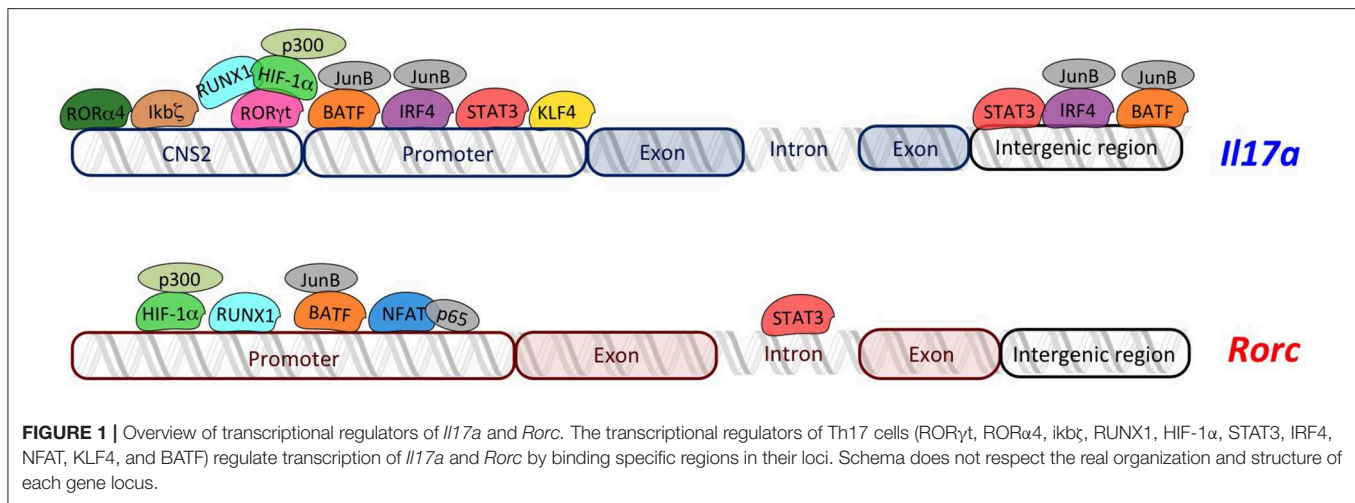 p300
RUNX1 HIF-1α JunB JunB JunB JunB
RORα4 Ikbζ RORγt BATF IRF4 STAT3 KLF4 STAT3 IRF4 BATF
CNS2 Promoter Exon Intron Exon Intergenic region Il17a
p300 JunB
HIF-1α RUNX1 BATF NFAT p65 STAT3
Promoter Exon Intron Exon Intergenic region Rorc
FIGURE 1 | Overview of transcriptional regulators of Il17a and Rorc. The transcriptional regulators of Th17 cells (RORγt, RORα4, ikbζ, RUNX1, HIF-1α, STAT3, IRF4,
NFAT, KLF4, and BATF) regulate transcription of Il17a and Rorc by binding specific regions in their loci. Schema does not respect the real organization and structure of
each gene locus.